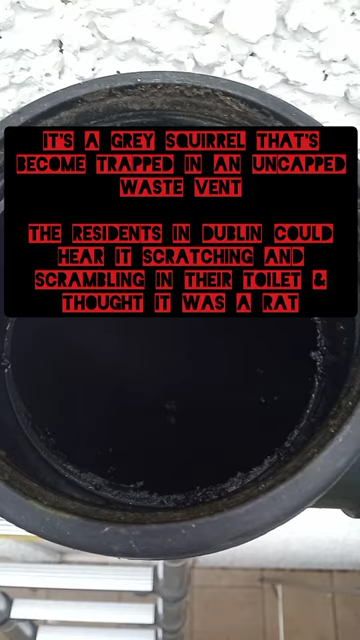 IT'S A GREY SQUIRREL THAT'S
BECOME TRAPPED IN AN UNCAPPED
WASTE VENT
THE RESIDENTS IN DUBLIN COULD
HEAR IT SCRATCHING AND
SCRAMBLING IN THEIR TOILET &
THOUGHT IT WAS A RAT